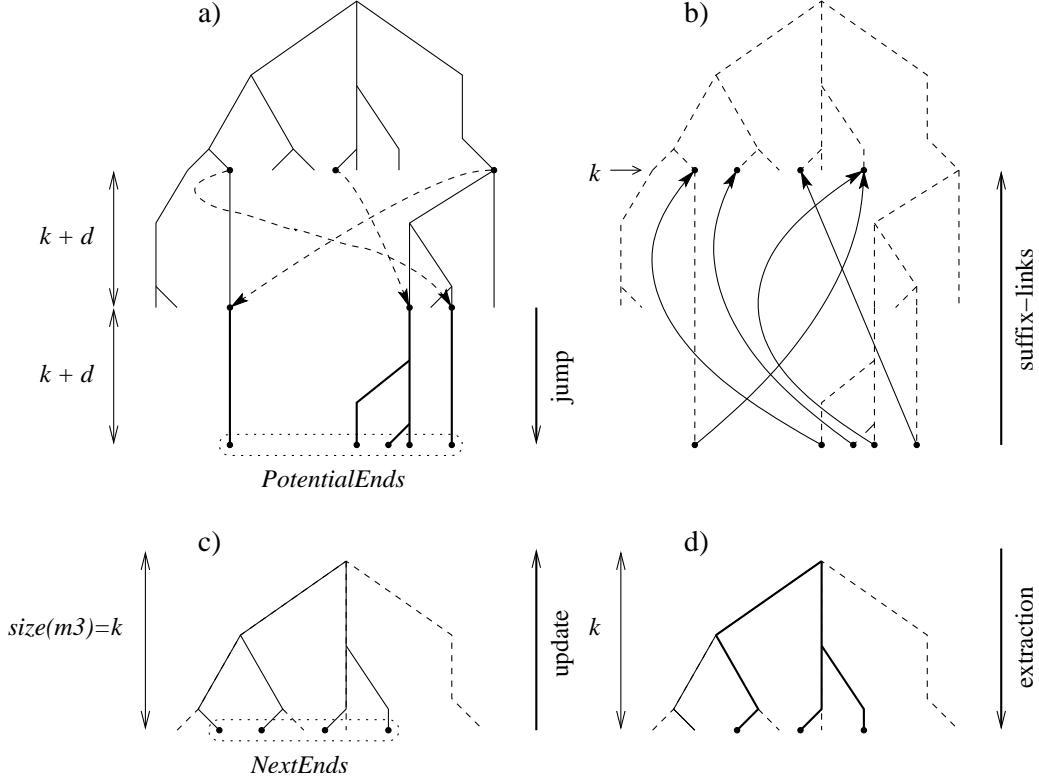 a)
b)
k
k + d
k + d
jump
suffix–links
PotentialEnds
c)
d)
size(m3)=k
update
k
extraction
NextEnds